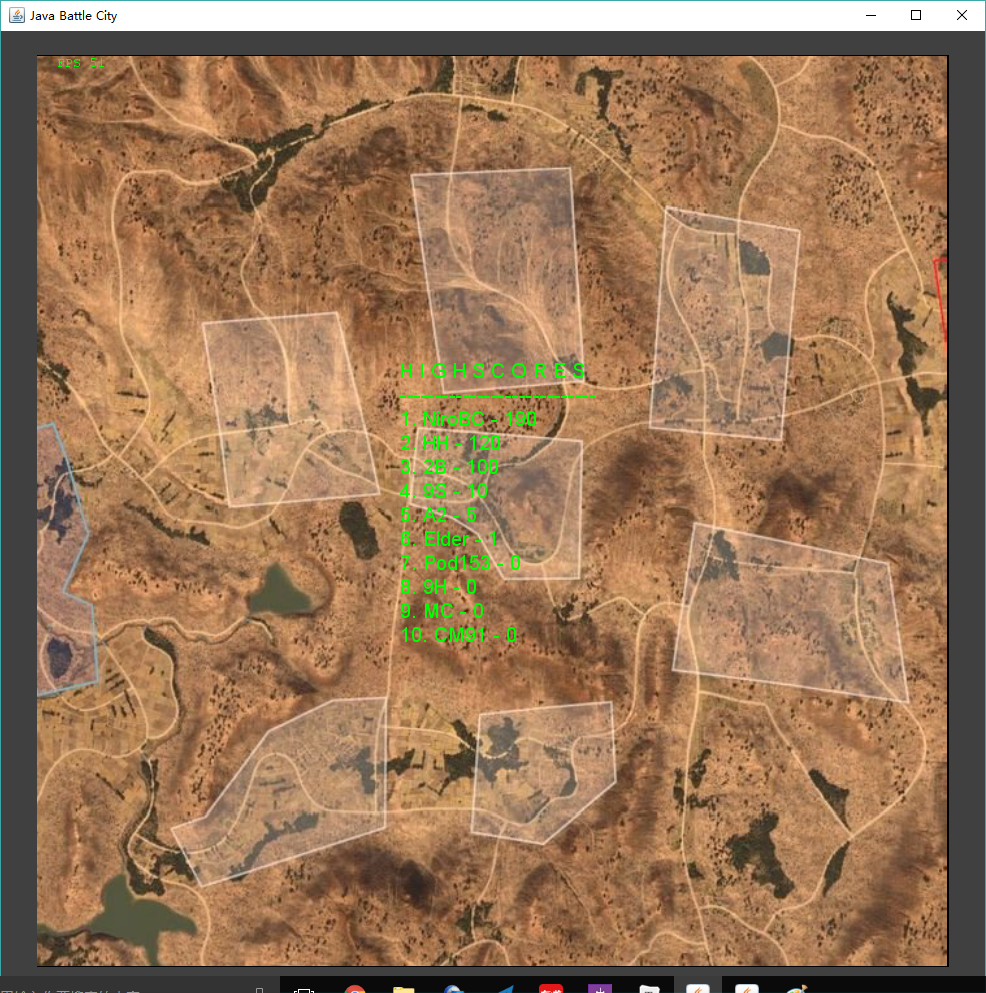 Java Battle City
FPS 51
H I G H S C O R E S
1. NiroBC - 190
2. HH - 120
3. 2B - 100
4. 9S - 10
5. A2 - 5
6. Elder - 1
7. Pod153 - 0
8. 9H - 0
9. MC - 0
10. CM91 - 0